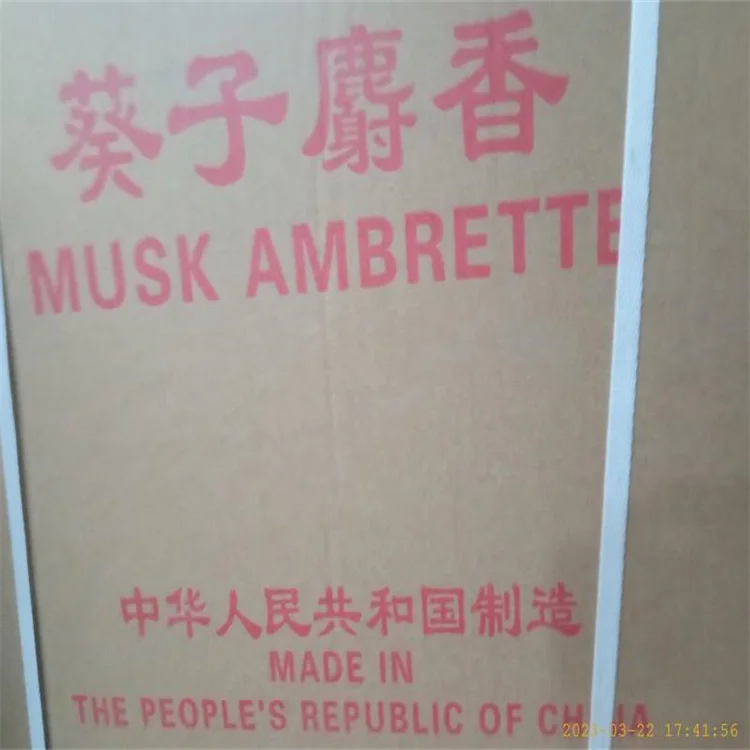 葵子麝香
MUSK AMBRETTE
中华人民共和国制造
MADE IN
THE PEOPLE'S REPUBLIC OF CHINA
2023-03-22 17:41:56